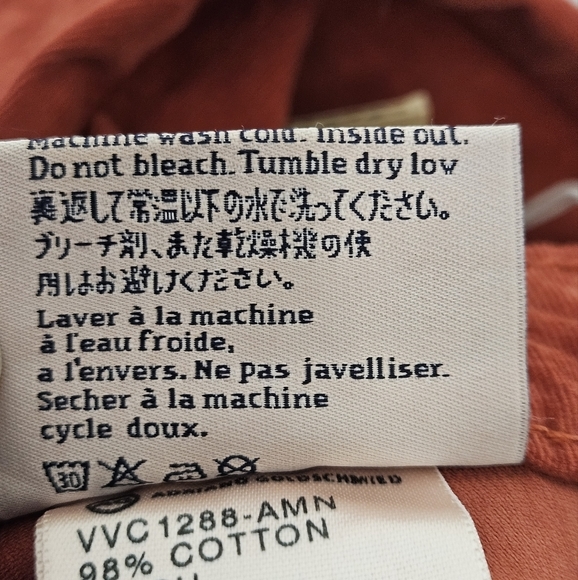 Machine wash cold. Inside out.
Do not bleach. Tumble dry low
裏返して常温以下の水で洗ってください。
ブリーチ剤、また乾燥機の使
用はお避けください。
Laver à la machine
à l'eau froide,
a l'envers. Ne pas javelliser.
Secher à la machine
cycle doux.
30
ADRIANO GOLDSCHMIED
VVC1288-AMN
98% COTTON